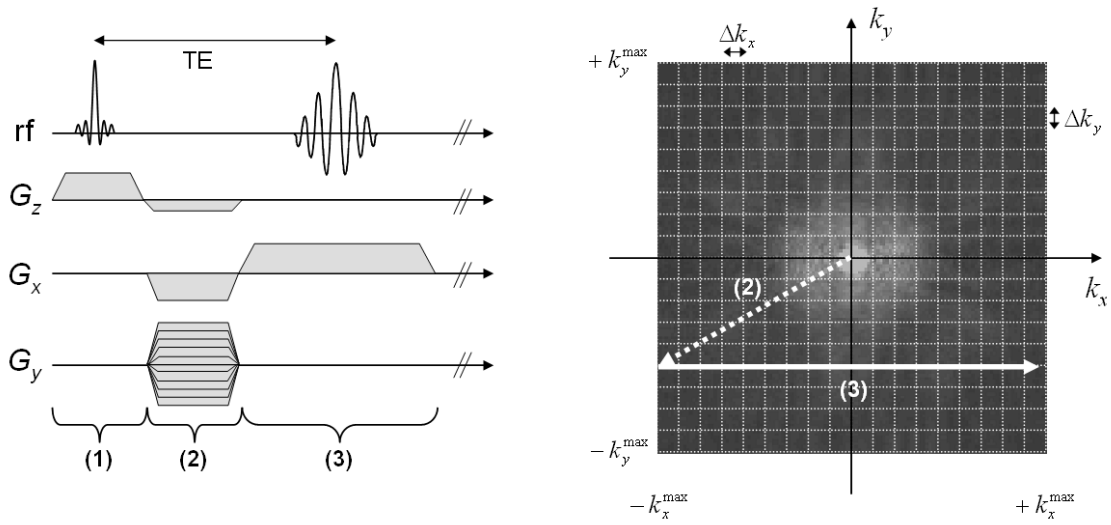 TE
rf
G_z
G_x
G_y
(1) (2) (3)
k_y
Δk_x
+ k_y^max
Δk_y
(2)
k_x
(3)
− k_y^max
− k_x^max + k_x^max